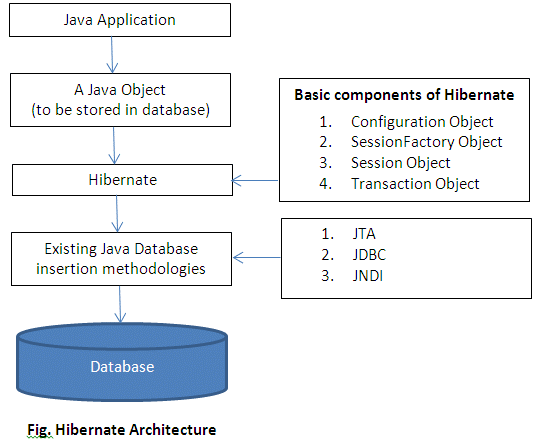 Java Application
A Java Object
(to be stored in database)
Basic components of Hibernate
1. Configuration Object
2. SessionFactory Object
3. Session Object
4. Transaction Object
Hibernate
Existing Java Database
insertion methodologies
1. JTA
2. JDBC
3. JNDI
Database
Fig. Hibernate Architecture